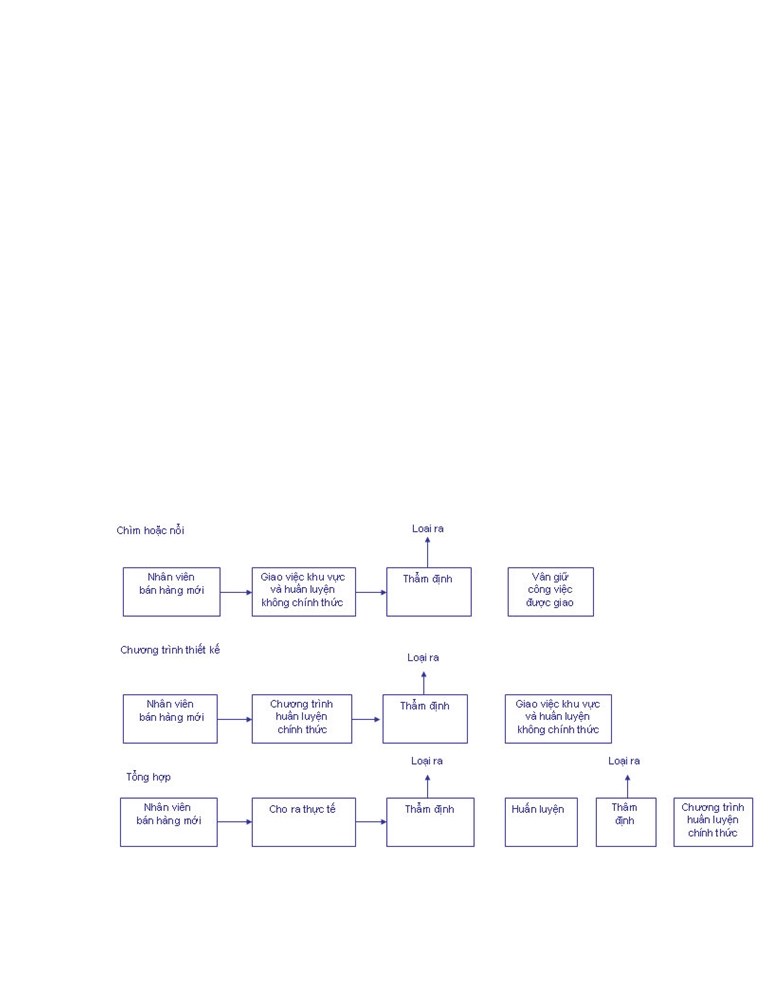 Chìm hoặc nổi
Loai ra
Nhân viên
bán hàng mới
Giao việc khu vực
và huấn luyện
không chính thức
Thẩm định
Vân giữ
công việc
được giao
Chương trình thiết kế
Loại ra
Nhân viên
bán hàng mới
Chương trình
huấn luyện
chính thức
Thẩm định
Giao việc khu vực
và huấn luyện
không chính thức
Tổng hợp
Loại ra
Loại ra
Nhân viên
bán hàng mới
Cho ra thực tế
Thẩm định
Huấn luyện
Thẩm
định
Chương trình
huấn luyện
chính thức